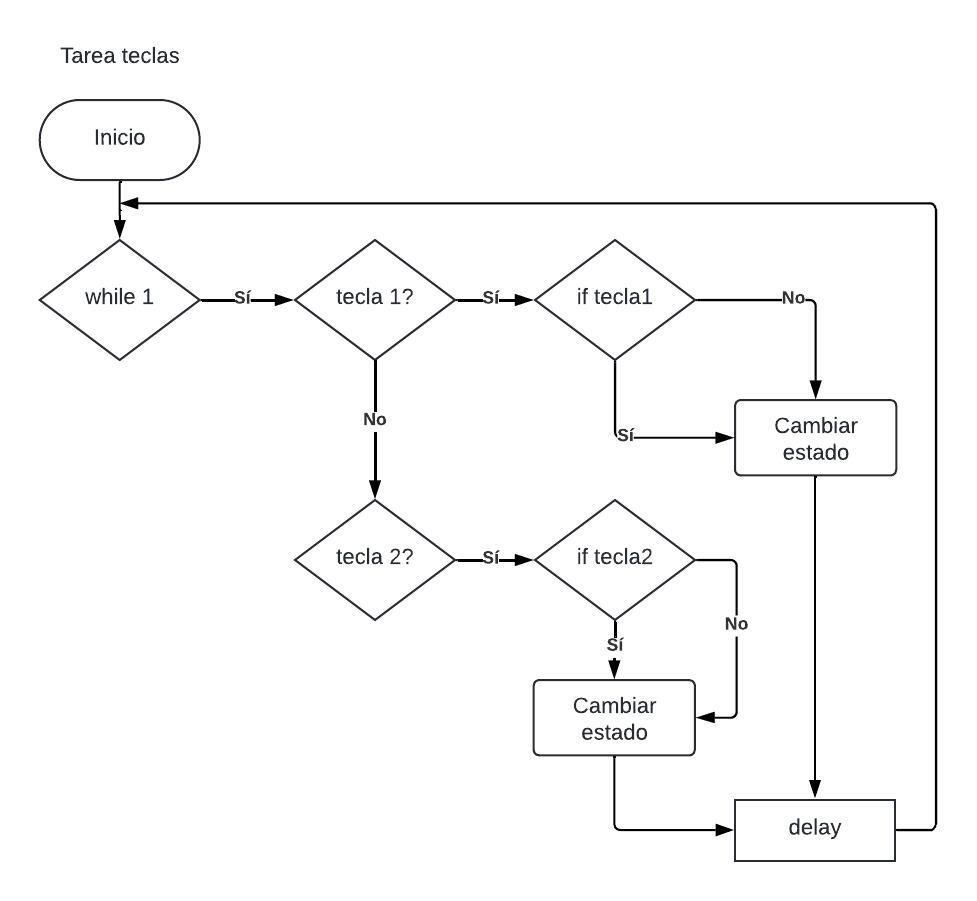 Tarea teclas
Inicio
while 1
Sí
tecla 1?
Sí
if tecla1
No
No
Sí
Cambiar
estado
tecla 2?
Sí
if tecla2
No
Sí
Cambiar
estado
delay